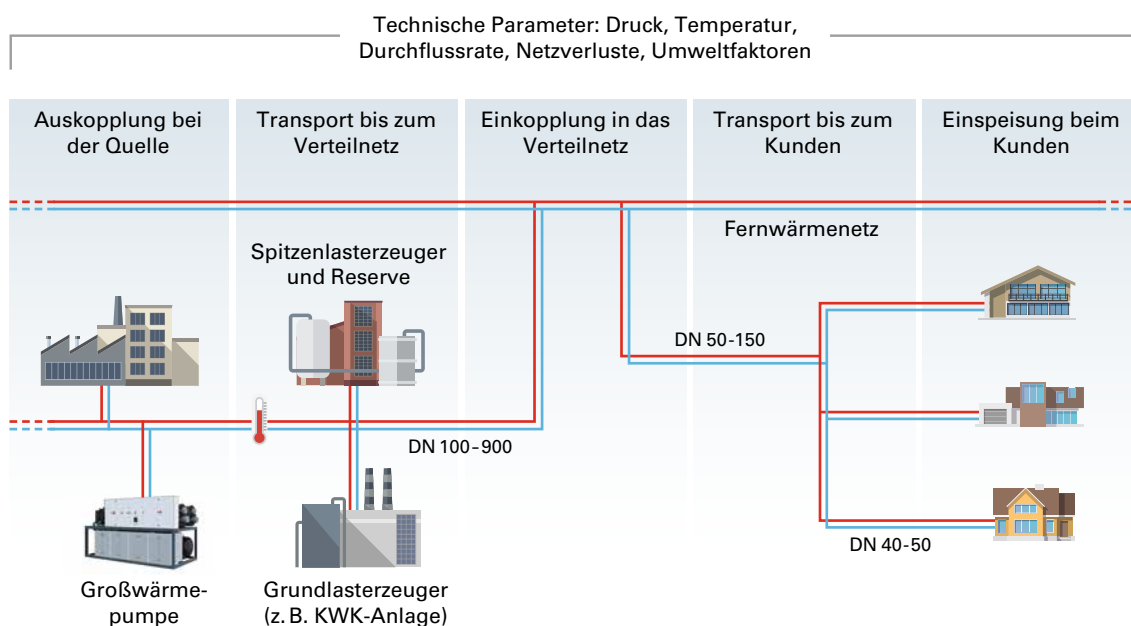 Technische Parameter: Druck, Temperatur,
Durchflussrate, Netzverluste, Umweltfaktoren
Auskopplung bei
der Quelle
Transport bis zum
Verteilnetz
Einkopplung in das
Verteilnetz
Transport bis zum
Kunden
Einspeisung beim
Kunden
Fernwärmenetz
Spitzenlasterzeuger
und Reserve
DN 50-150
DN 100-900
DN 40-50
Großwärme-
pumpe
Grundlasterzeuger
(z. B. KWK-Anlage)